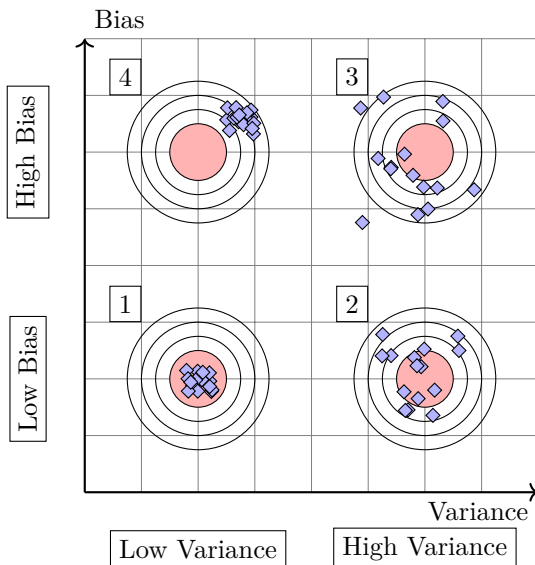 Bias
4
3
High Bias
1
2
Low Bias
Variance
Low Variance
High Variance